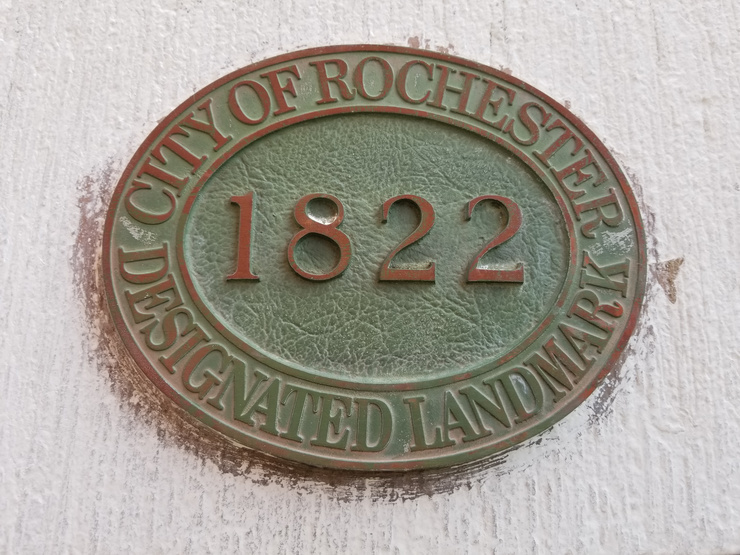 CITY OF ROCHESTER
1822
DESIGNATED LANDMARK